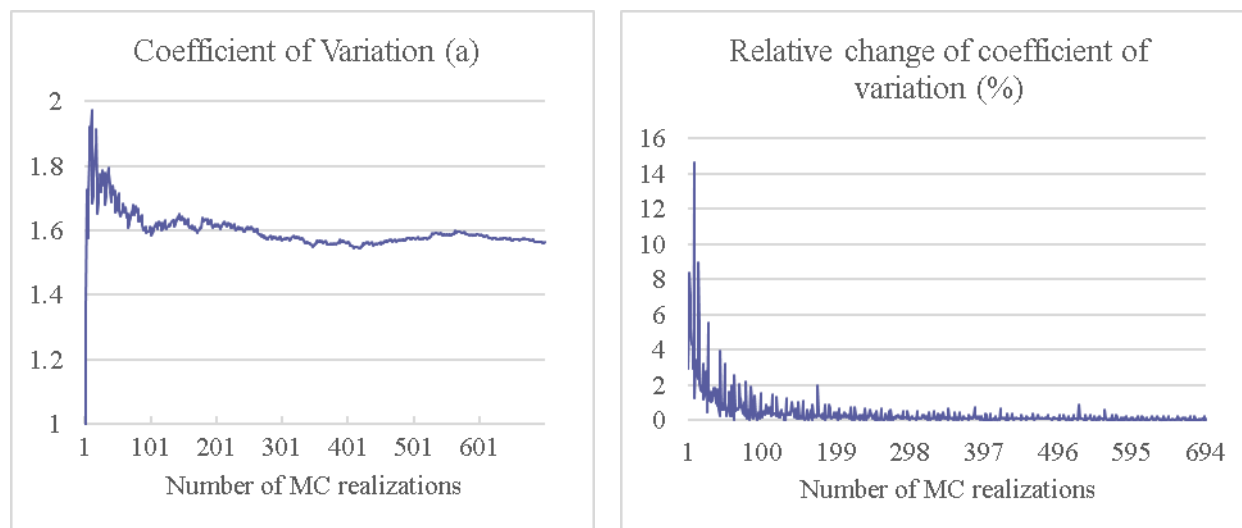 Coefficient of Variation (a)
2
1.8
1.6
1.4
1.2
1
1 101 201 301 401 501 601
Number of MC realizations
Relative change of coefficient of
variation (%)
16
14
12
10
8
6
4
2
0
1 100 199 298 397 496 595 694
Number of MC realizations